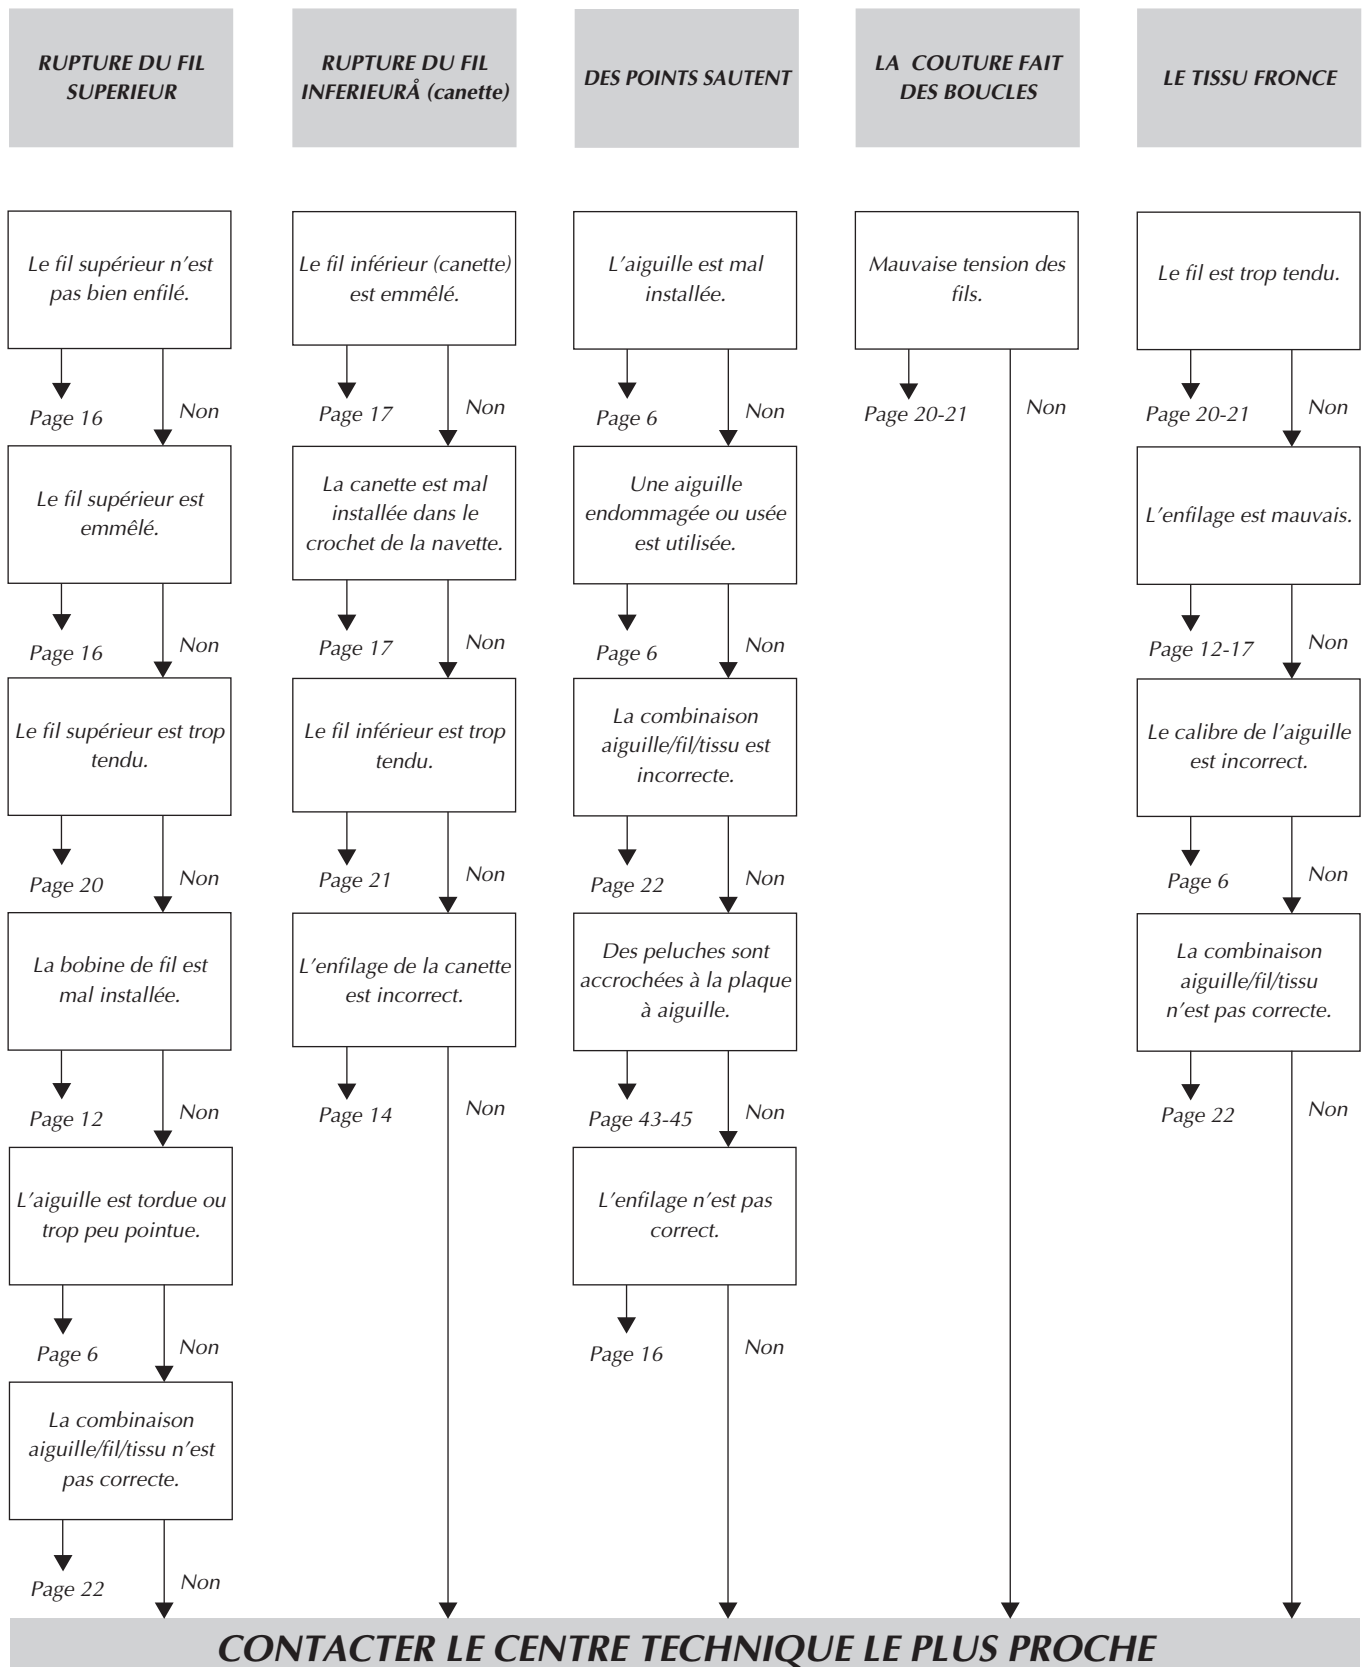 RUPTURE DU FIL
SUPERIEUR
Le fil supérieur n'est
pas bien enfilé.
Page 16
Non
Le fil supérieur est
emmêlé.
Page 16
Non
Le fil supérieur est trop
tendu.
Page 20
Non
La bobine de fil est
mal installée.
Page 12
Non
L'aiguille est tordue ou
trop peu pointue.
Page 6
Non
La combinaison
aiguille/fil/tissu n'est
pas correcte.
Page 22
Non
RUPTURE DU FIL
INFERIEURÅ (canette)
Le fil inférieur (canette)
est emmêlé.
Page 17
Non
La canette est mal
installée dans le
crochet de la navette.
Page 17
Non
Le fil inférieur est trop
tendu.
Page 21
Non
L'enfilage de la canette
est incorrect.
Page 14
Non
DES POINTS SAUTENT
L'aiguille est mal
installée.
Page 6
Non
Une aiguille
endommagée ou usée
est utilisée.
Page 6
Non
La combinaison
aiguille/fil/tissu est
incorrecte.
Page 22
Non
Des peluches sont
accrochées à la plaque
à aiguille.
Page 43-45
Non
L'enfilage n'est pas
correct.
Page 16
Non
LA COUTURE FAIT
DES BOUCLES
Mauvaise tension des
fils.
Page 20-21
Non
LE TISSU FRONCE
Le fil est trop tendu.
Page 20-21
Non
L'enfilage est mauvais.
Page 12-17
Non
Le calibre de l'aiguille
est incorrect.
Page 6
Non
La combinaison
aiguille/fil/tissu
n'est pas correcte.
Page 22
Non
CONTACTER LE CENTRE TECHNIQUE LE PLUS PROCHE